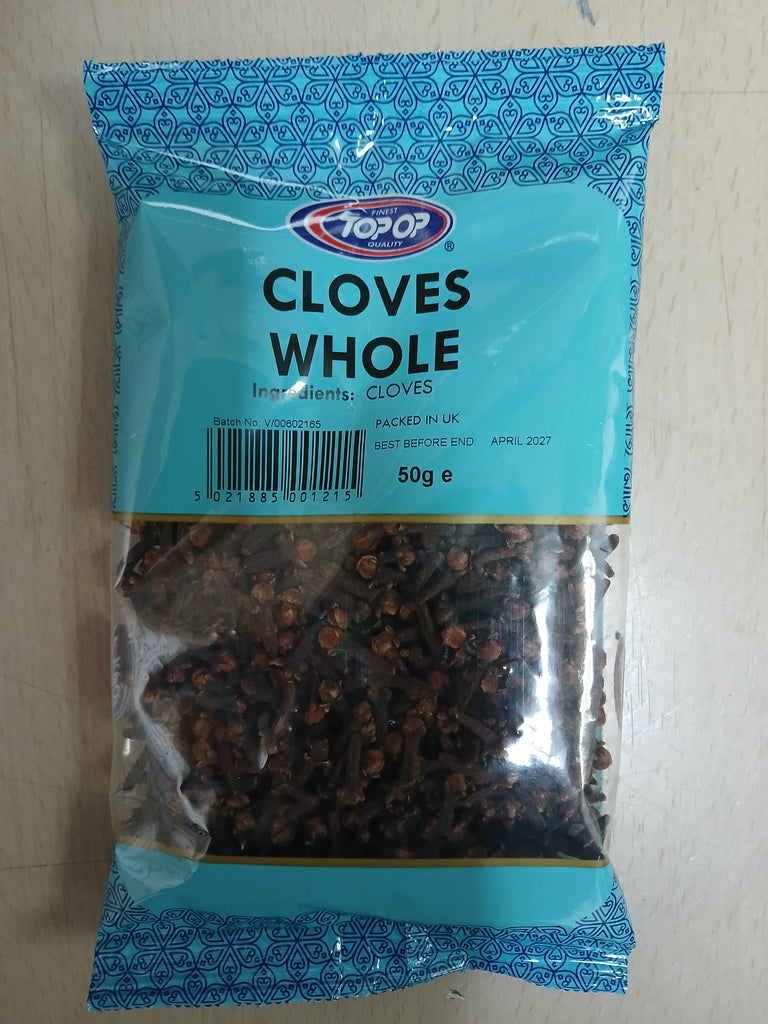 FINEST
TOP OP
QUALITY
®
CLOVES
WHOLE
Ingredients: CLOVES
Batch No: V/00602165
PACKED IN UK
BEST BEFORE END: APRIL 2027
50g e
5 021885 001215